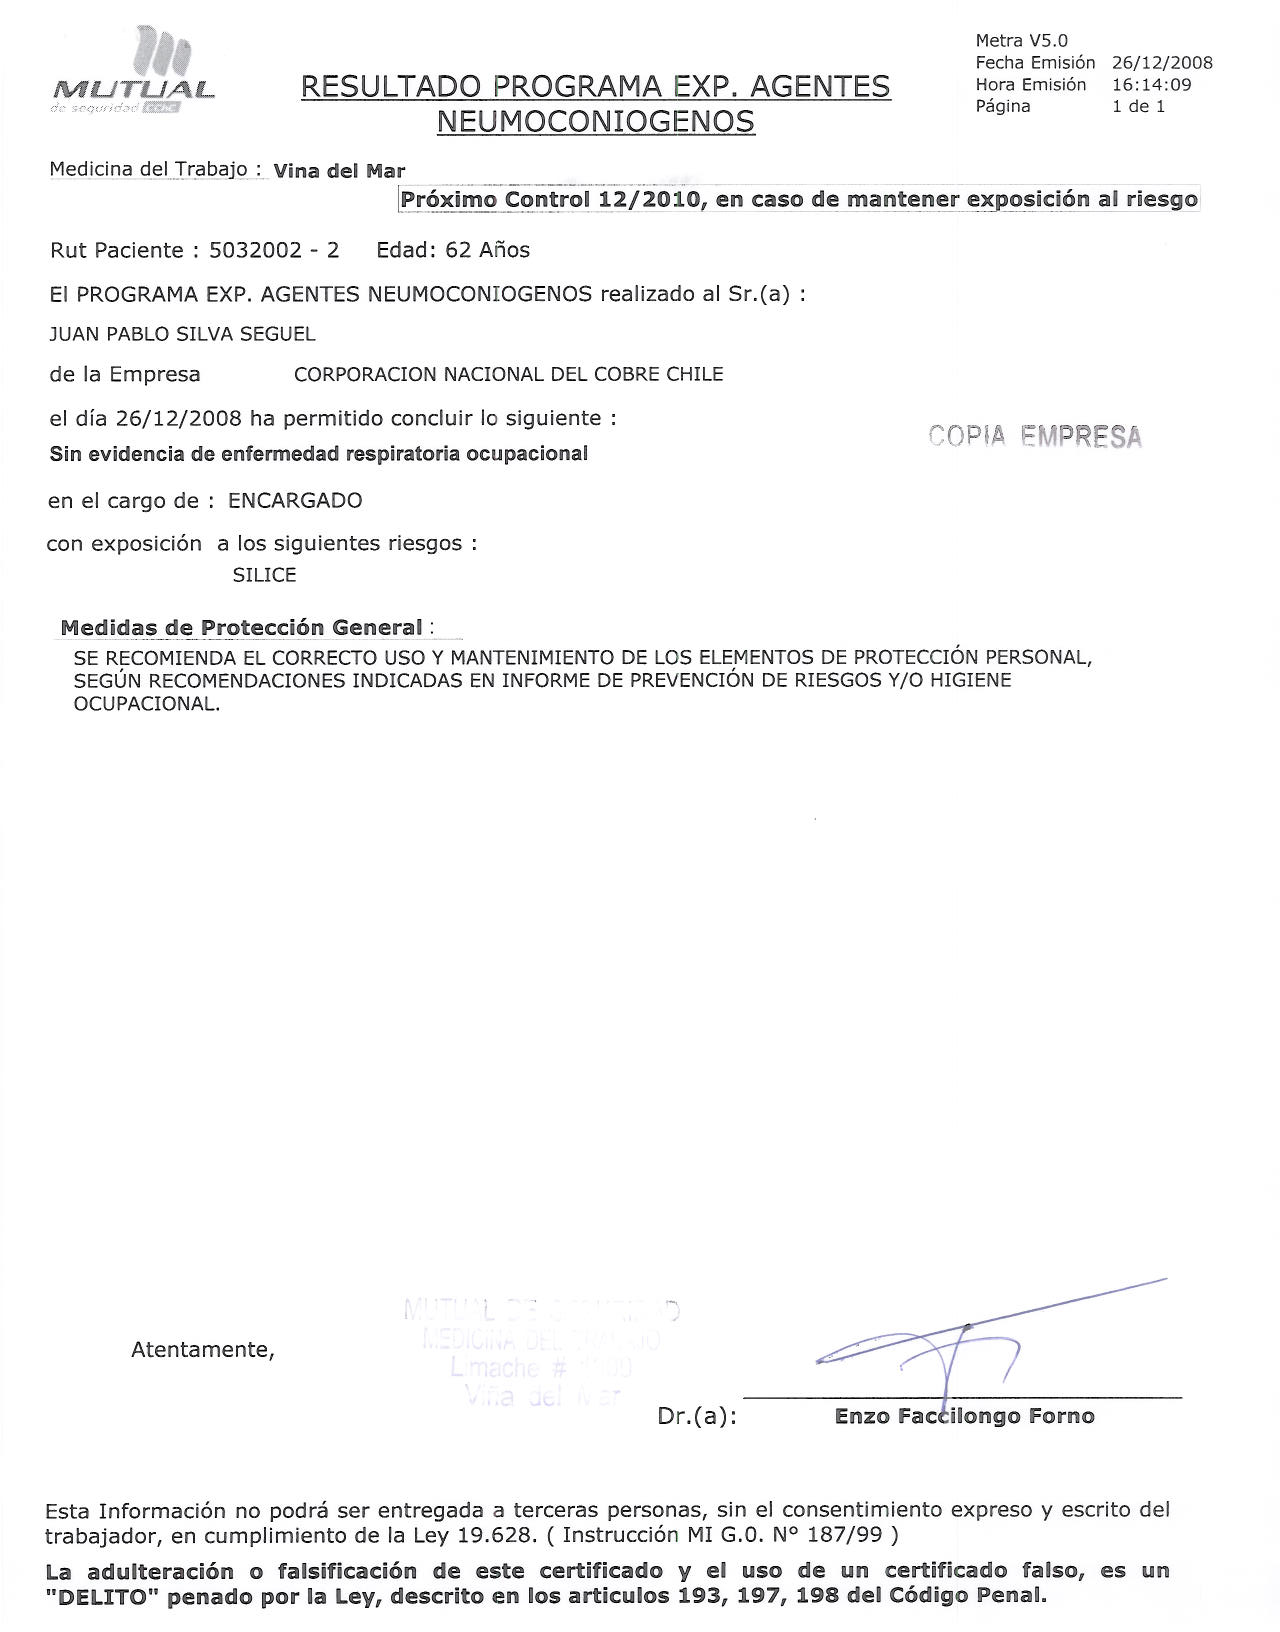 MUTUAL
de seguridad CChC
RESULTADO PROGRAMA EXP. AGENTES
NEUMOCONIOGENOS
Metra V5.0
Fecha Emisión 26/12/2008
Hora Emisión 16:14:09
Página 1 de 1
Medicina del Trabajo : Vina del Mar
Próximo Control 12/2010, en caso de mantener exposición al riesgo
Rut Paciente : 5032002 - 2 Edad: 62 Años
El PROGRAMA EXP. AGENTES NEUMOCONIOGENOS realizado al Sr.(a) :
JUAN PABLO SILVA SEGUEL
de la Empresa CORPORACION NACIONAL DEL COBRE CHILE
el día 26/12/2008 ha permitido concluir lo siguiente :
COPIA EMPRESA
Sin evidencia de enfermedad respiratoria ocupacional
en el cargo de : ENCARGADO
con exposición a los siguientes riesgos :
SILICE
Medidas de Protección General :
SE RECOMIENDA EL CORRECTO USO Y MANTENIMIENTO DE LOS ELEMENTOS DE PROTECCIÓN PERSONAL,
SEGÚN RECOMENDACIONES INDICADAS EN INFORME DE PREVENCIÓN DE RIESGOS Y/O HIGIENE
OCUPACIONAL.
MUTUAL DE
MEDICINA DEL TRABAJO
Limache #
Viña del Mar
Atentamente,
Dr.(a): Enzo Faccilongo Forno
Esta Información no podrá ser entregada a terceras personas, sin el consentimiento expreso y escrito del
trabajador, en cumplimiento de la Ley 19.628. ( Instrucción MI G.O. Nº 187/99 )
La adulteración o falsificación de este certificado y el uso de un certificado falso, es un
"DELITO" penado por la Ley, descrito en los articulos 193, 197, 198 del Código Penal.